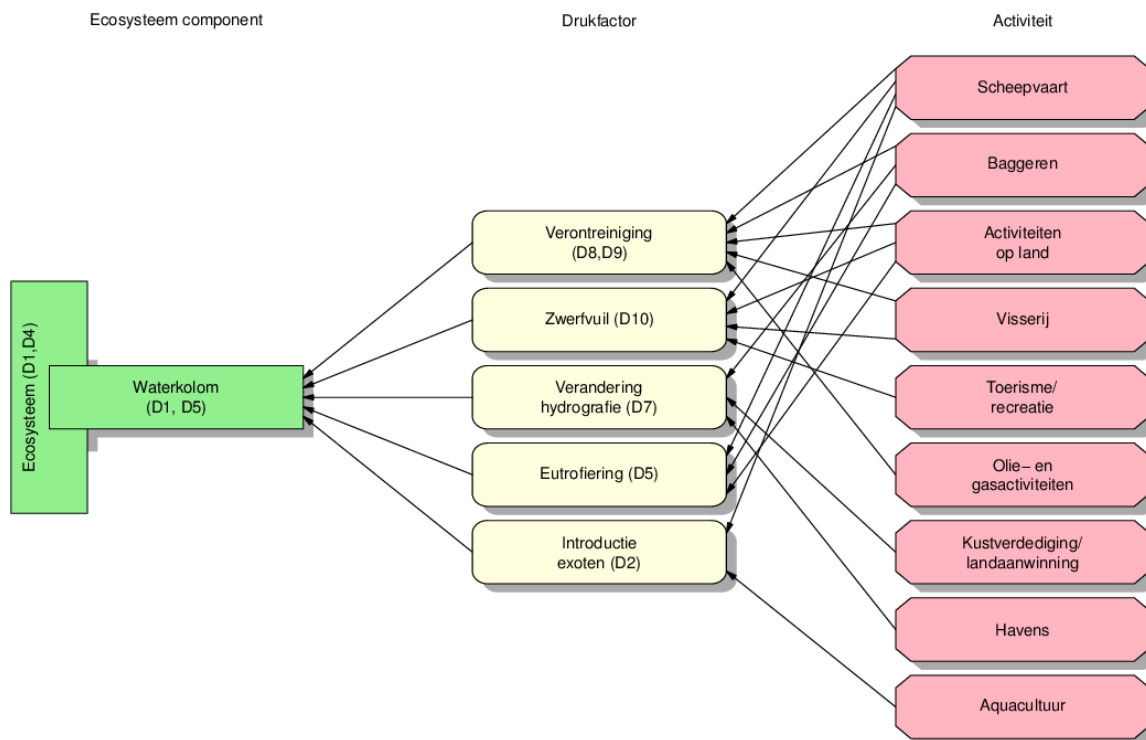 Ecosysteem component
Drukfactor
Activiteit
Ecosysteem (D1,D4)
Waterkolom
(D1, D5)
Verontreiniging
(D8,D9)
Zwerfvuil (D10)
Verandering
hydrografie (D7)
Eutrofiering (D5)
Introductie
exoten (D2)
Scheepvaart
Baggeren
Activiteiten
op land
Visserij
Toerisme/
recreatie
Olie− en
gasactiviteiten
Kustverdediging/
landaanwinning
Havens
Aquacultuur